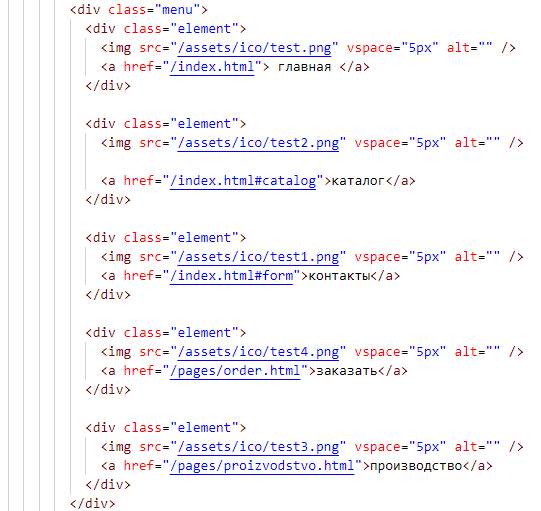 <div class="menu">
<div class="element">
<img src="/assets/ico/test.png" vspace="5px" alt="" />
<a href="/index.html"> главная </a>
</div>
<div class="element">
<img src="/assets/ico/test2.png" vspace="5px" alt="" />
<a href="/index.html#catalog">каталог</a>
</div>
<div class="element">
<img src="/assets/ico/test1.png" vspace="5px" alt="" />
<a href="/index.html#form">контакты</a>
</div>
<div class="element">
<img src="/assets/ico/test4.png" vspace="5px" alt="" />
<a href="/pages/order.html">заказать</a>
</div>
<div class="element">
<img src="/assets/ico/test3.png" vspace="5px" alt="" />
<a href="/pages/proizvodstvo.html">производство</a>
</div>
</div>